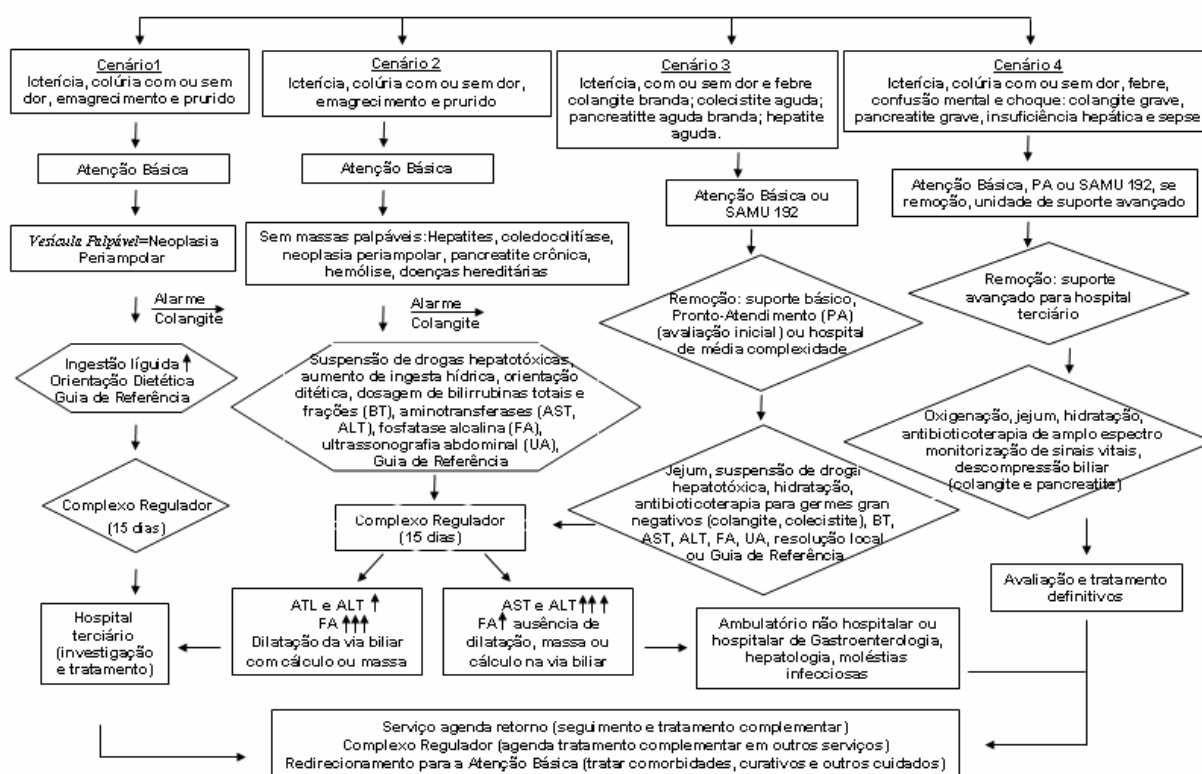 Cenário1
Icterícia, colúria com ou sem
dor, emagrecimento e prurido
Atenção Básica
Vesícula Palpável=Neoplasia
Periampolar
Alarme
Colangite
Ingestão líguida ↑
Orientação Dietética
Guia de Referência
Complexo Regulador
(15 dias)
Hospital
terciário
(investigação
e tratamento)
Cenário 2
Icterícia, colúria com ou sem dor,
emagrecimento e prurido
Atenção Básica
Sem massas palpáveis:Hepatites, coledocolitíase,
neoplasia periampolar, pancreatite crônica,
hemólise, doenças hereditárias
Alarme
Colangite
Suspensão de drogas hepatotóxicas,
aumento de ingesta hídrica, orientação
ditética, dosagem de bilirrubinas totais e
frações (BT), aminotransferases (AST,
ALT), fosfatase alcalina (FA),
ultrassonografia abdominal (UA),
Guia de Referência
Complexo Regulador
(15 dias)
ATL e ALT ↑
FA↑↑↑
Dilatação da via biliar
com cálculo ou massa
AST e ALT↑↑↑
FA↑ ausência de
dilatação, massa ou
cálculo na via biliar
Cenário 3
Icterícia, com ou sem dor e febre
colangite branda; colecistite aguda;
pancreatitte aguda branda; hepatite
aguda.
Atenção Básica ou
SAMU 192
Remoção: suporte básico,
Pronto-Atendimento (PA)
(avaliação inicial) ou hospital
de média complexidade
Jejum, suspensão de droga
hepatotóxica, hidratação,
antibioticoterapia para germes gran
negativos (colangite, colecistite), BT,
AST, ALT, FA, UA, resolução local
ou Guia de Referência
Ambulatório não hospitalar ou
hospitalar de Gastroenterologia,
hepatologia, moléstias
infecciosas
Cenário 4
Icterícia, colúria com ou sem dor, febre,
confusão mental e choque: colangite grave,
pancreatite grave, insuficiência hepática e sepse
Atenção Básica, PA ou SAMU 192, se
remoção, unidade de suporte avançado
Remoção: suporte
avançado para hospital
terciário
Oxigenação, jejum, hidratação,
antibioticoterapia de amplo espectro
monitorização de sinais vitais,
descompressão biliar
(colangite e pancreatite)
Avaliação e tratamento
definitivos
Serviço agenda retorno (seguimento e tratamento complementar)
Complexo Regulador (agenda tratamento complementar em outros serviços)
Redirecionamento para a Atenção Básica (tratar comorbidades, curativos e outros cuidados)